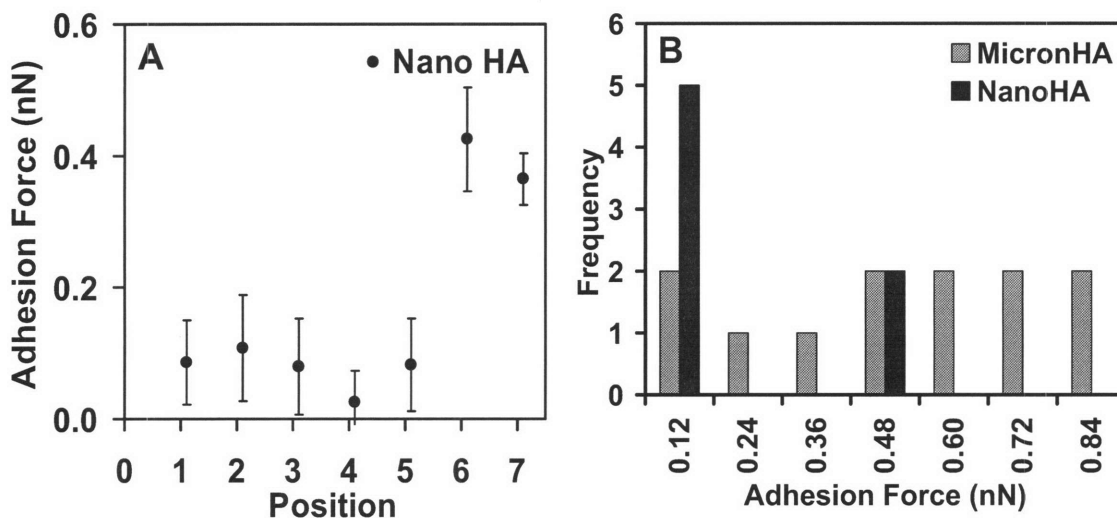 A
Nano HA
Adhesion Force (nN)
0.6
0.4
0.2
0.0
0 1 2 3 4 5 6 7
Position
B
MicronHA
NanoHA
Frequency
6
5
4
3
2
1
0
0.12 0.24 0.36 0.48 0.60 0.72 0.84
Adhesion Force (nN)